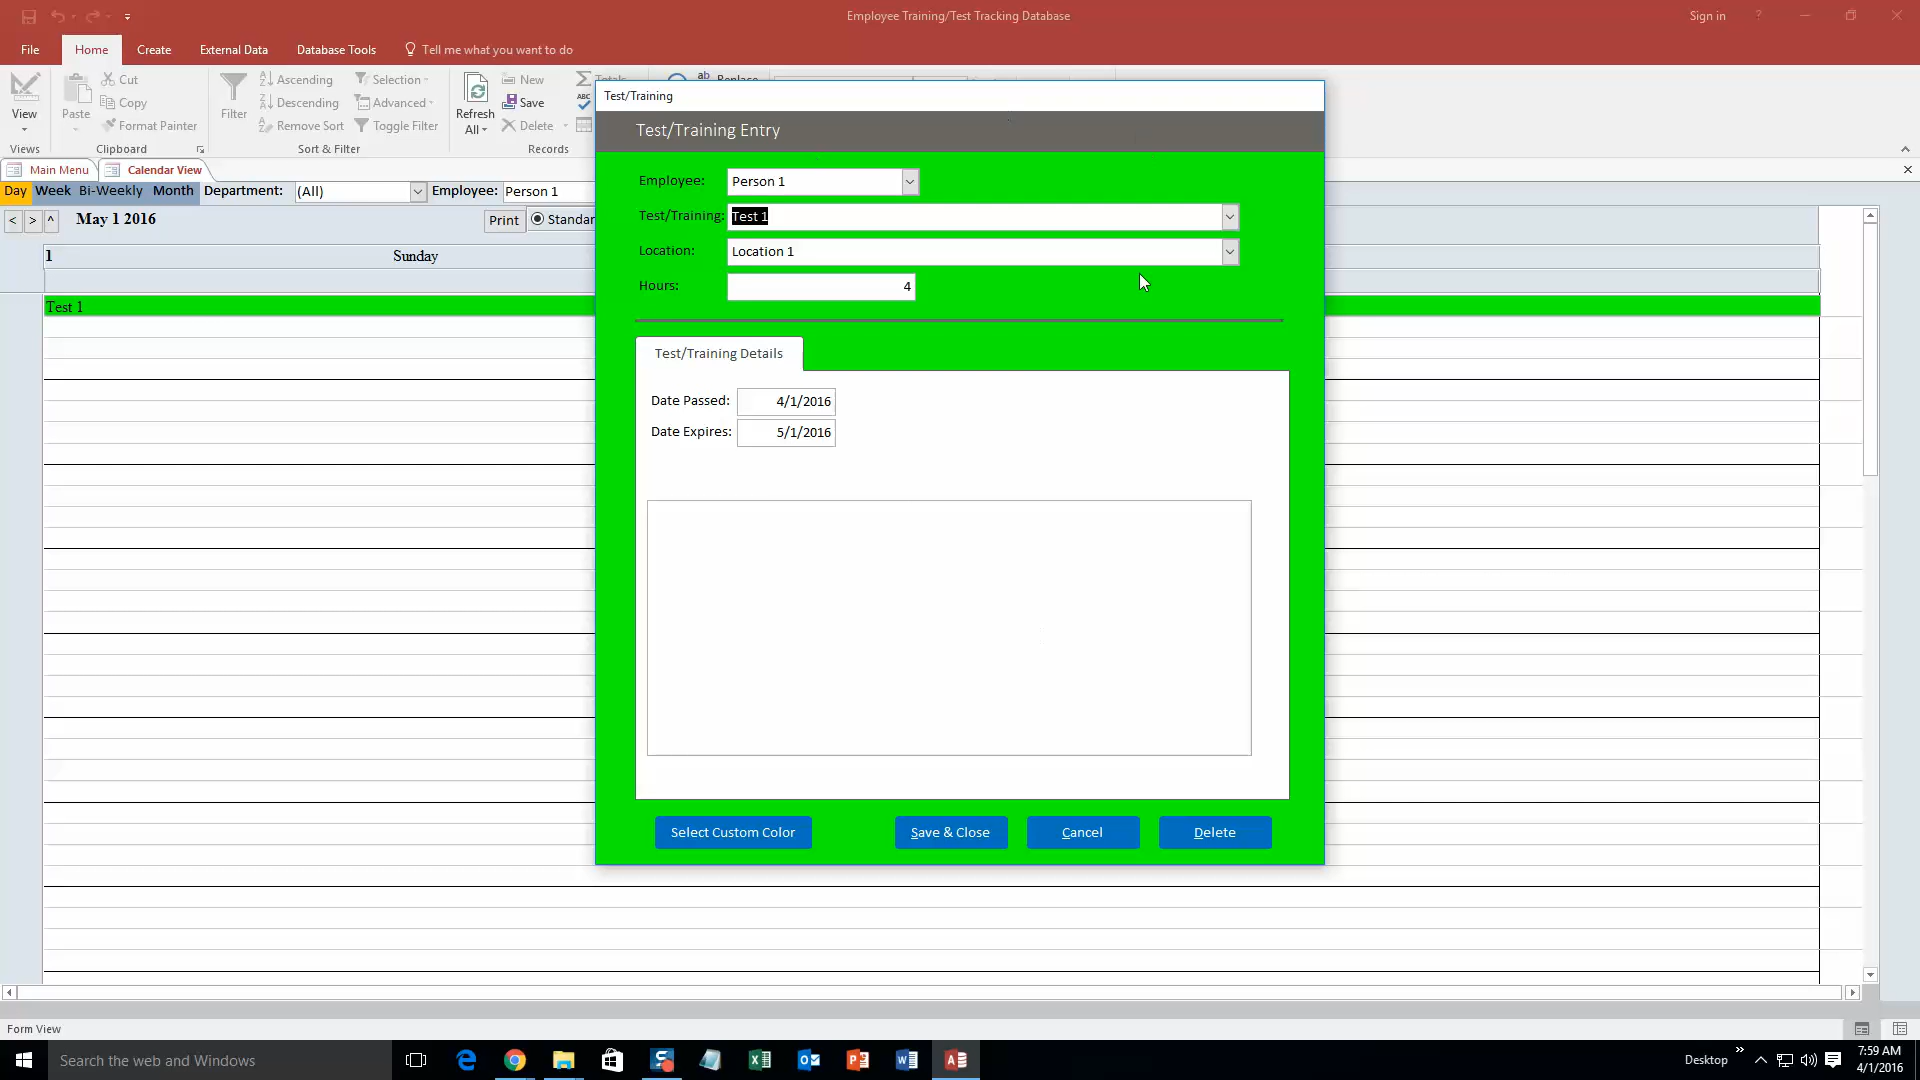 Employee Training/Test Tracking Database
Sign in
?
File
Home
Create
External Data
Database Tools
Tell me what you want to do
View
Views
Paste
Cut
Copy
Format Painter
Clipboard
Filter
Ascending
Descending
Remove Sort
Selection
Advanced
Toggle Filter
Sort & Filter
Refresh
All
New
Save
Delete
Totals
ABC
Records
ab
Replace
Main Menu
Calendar View
Day
Week
Bi-Weekly
Month
Department:
(All)
Employee:
Person 1
<
>
^
May 1 2016
Print
Standar
1
Sunday
Test 1
Test/Training
Test/Training Entry
Employee:
Person 1
Test/Training:
Test 1
Location:
Location 1
Hours:
4
Test/Training Details
Date Passed:
4/1/2016
Date Expires:
5/1/2016
Select Custom Color
Save & Close
Cancel
Delete
Form View
Search the web and Windows
Desktop
7:59 AM
4/1/2016